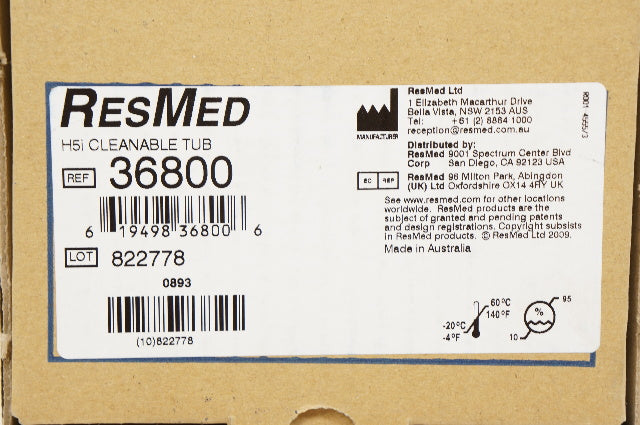 RESMED
H5i CLEANABLE TUB
REF 36800
6 19498 36800 6
LOT 822778
0893
(10)822778
MANUFACTURER
ResMed Ltd
1 Elizabeth Macarthur Drive
Bella Vista, NSW 2153 AUS
Tel: +61 (2) 8884 1000
reception@resmed.com.au
Distributed by:
ResMed 9001 Spectrum Center Blvd
Corp San Diego, CA 92123 USA
EC REP
ResMed 96 Milton Park, Abingdon
(UK) Ltd Oxfordshire OX14 4RY UK
See www.resmed.com for other locations
worldwide. ResMed products are the
subject of granted and pending patents
and design registrations. Copyright subsists
in ResMed products. © ResMed Ltd 2009.
Made in Australia
-20°C
-4°F
60°C
140°F
%
95
10
R001